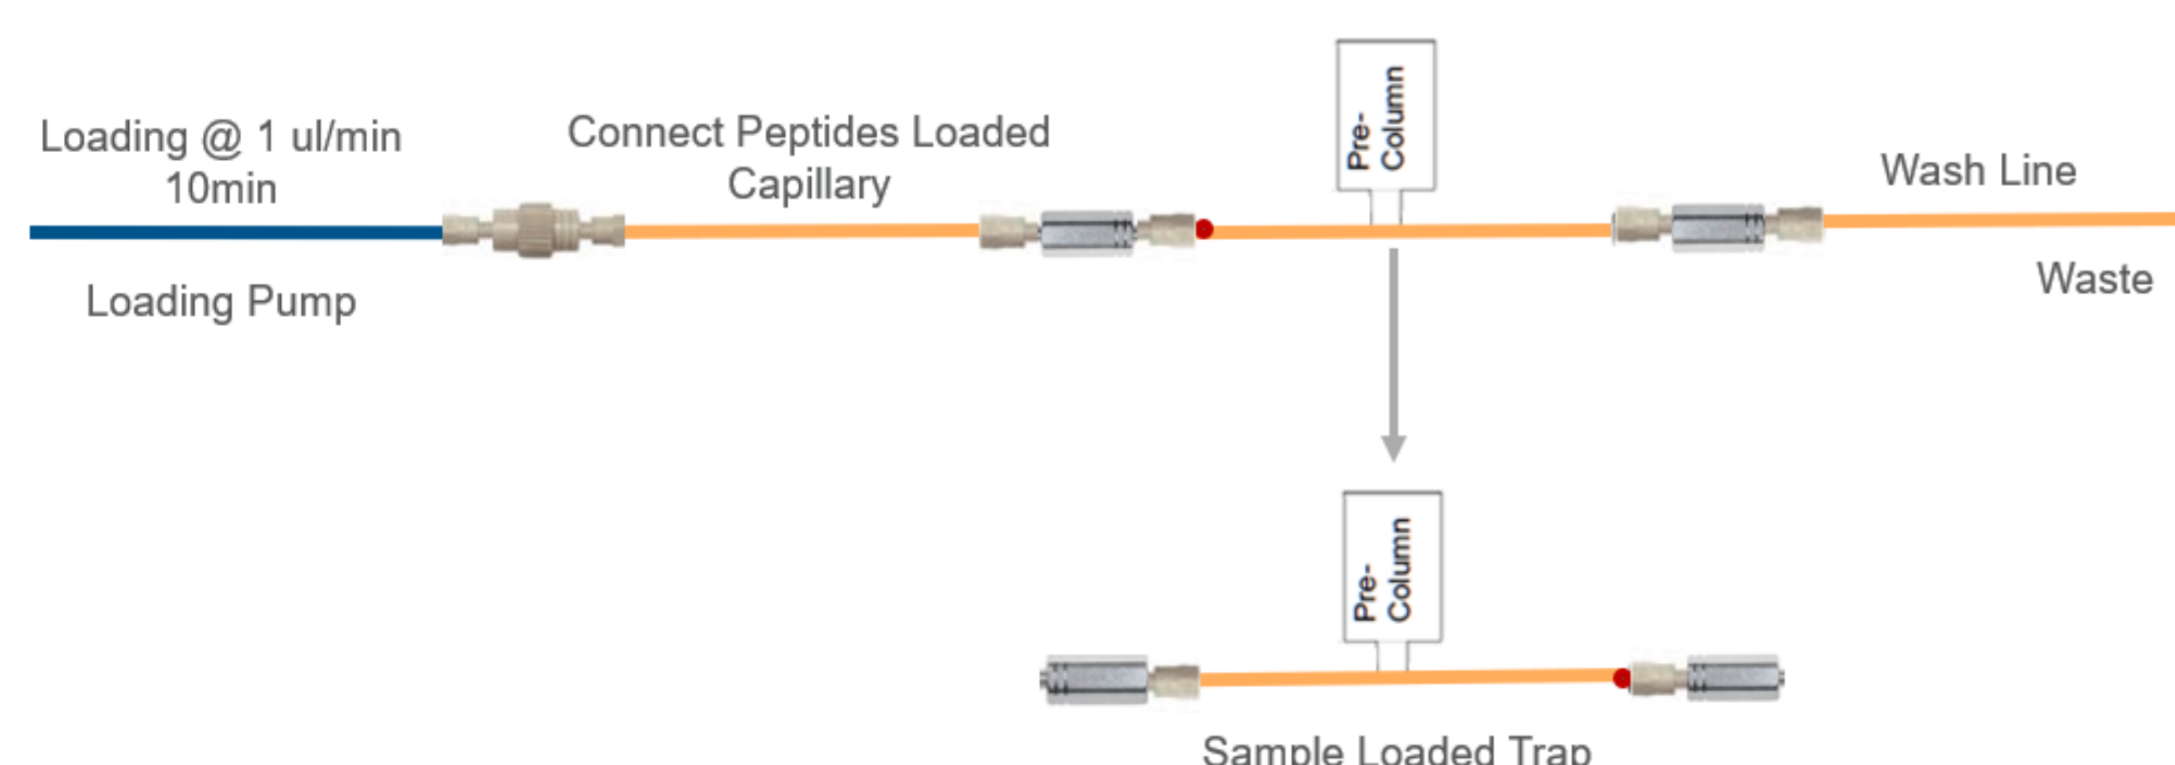 Loading @ 1 ul/min
10min
Loading Pump
Connect Peptides Loaded
Capillary
Pre-
Column
Wash Line
Waste
Pre-
Column
Sample Loaded Trap